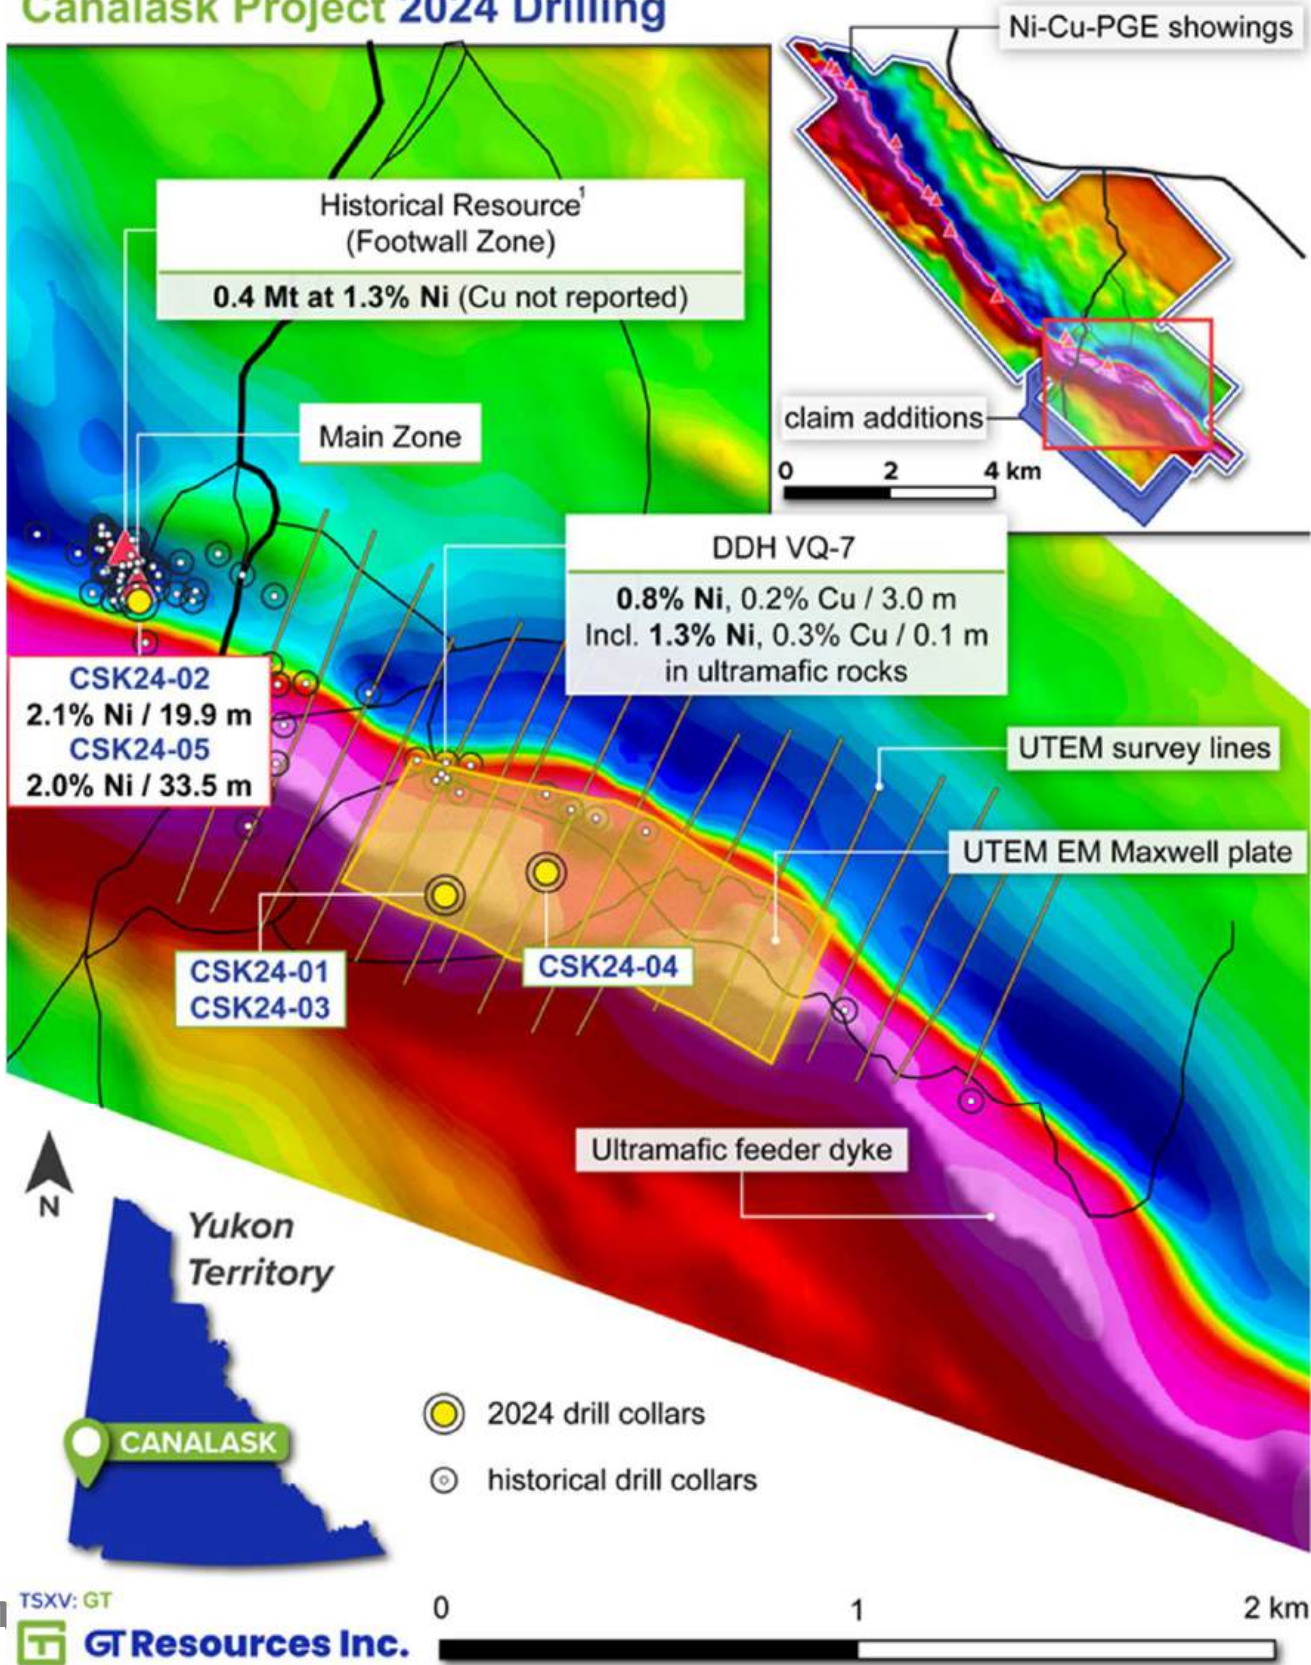 Canalask Project 2024 Drilling
Ni-Cu-PGE showings
Historical Resource¹
(Footwall Zone)
0.4 Mt at 1.3% Ni (Cu not reported)
Main Zone
claim additions
0 2 4 km
DDH VQ-7
0.8% Ni, 0.2% Cu / 3.0 m
Incl. 1.3% Ni, 0.3% Cu / 0.1 m
in ultramafic rocks
CSK24-02
2.1% Ni / 19.9 m
CSK24-05
2.0% Ni / 33.5 m
UTEM survey lines
UTEM EM Maxwell plate
CSK24-01
CSK24-03
CSK24-04
Ultramafic feeder dyke
N
Yukon
Territory
CANALASK
2024 drill collars
historical drill collars
TSXV: GT
GT Resources Inc.
0 1 2 km